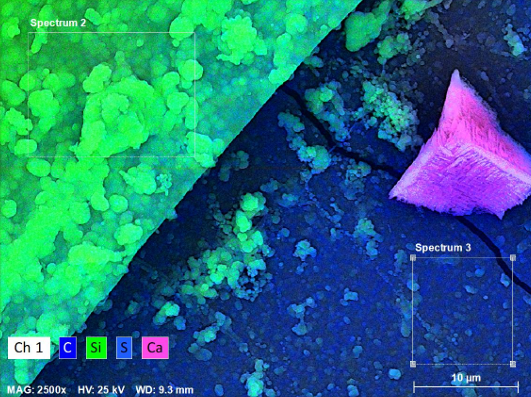 Spectrum 2
Spectrum 3
Ch 1 C Si S Ca
MAG: 2500x HV: 25 kV WD: 9.3 mm
10 µm